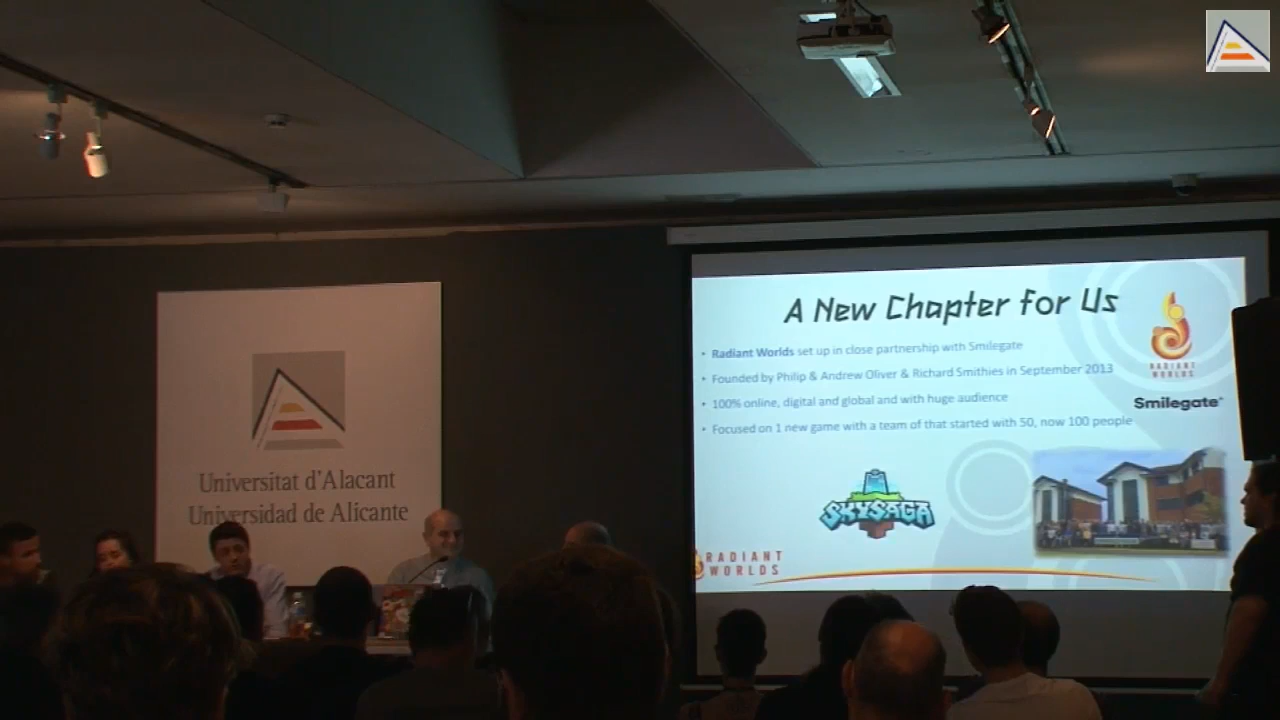 Universitat d'Alacant
Universidad de Alicante
A New Chapter for Us
• Radiant Worlds set up in close partnership with Smilegate
• Founded by Philip & Andrew Oliver & Richard Smithies in September 2013
• 100% online, digital and global and with huge audience
• Focused on 1 new game with a team of that started with 50, now 100 people
RADIANT
WORLDS
Smilegate
SKYSAGA
RADIANT
WORLDS